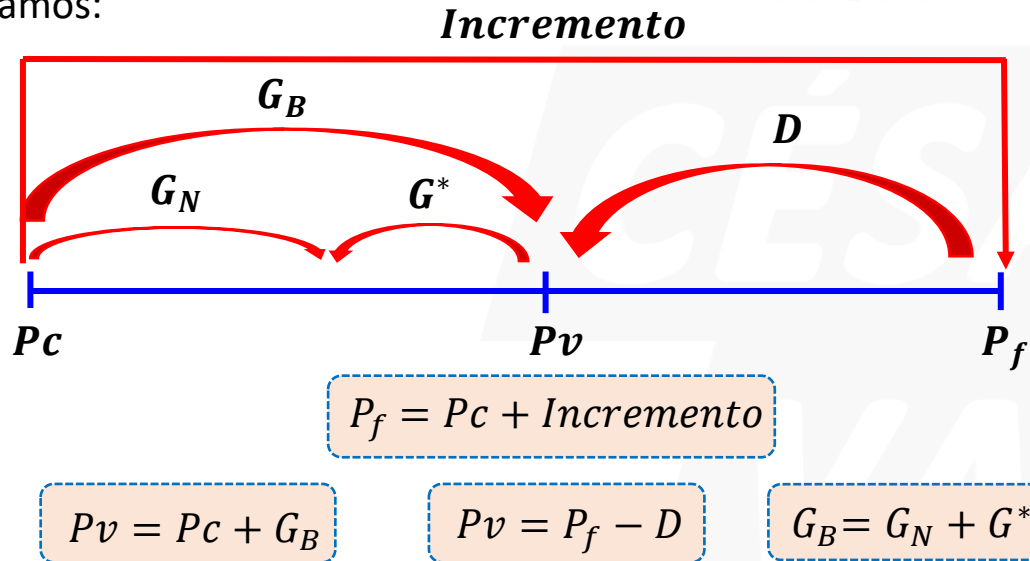 amos:
Incremento
G_B
D
G_N
G*
Pc
Pv
P_f
P_f = Pc + Incremento
Pv = Pc + G_B
Pv = P_f − D
G_B = G_N + G*